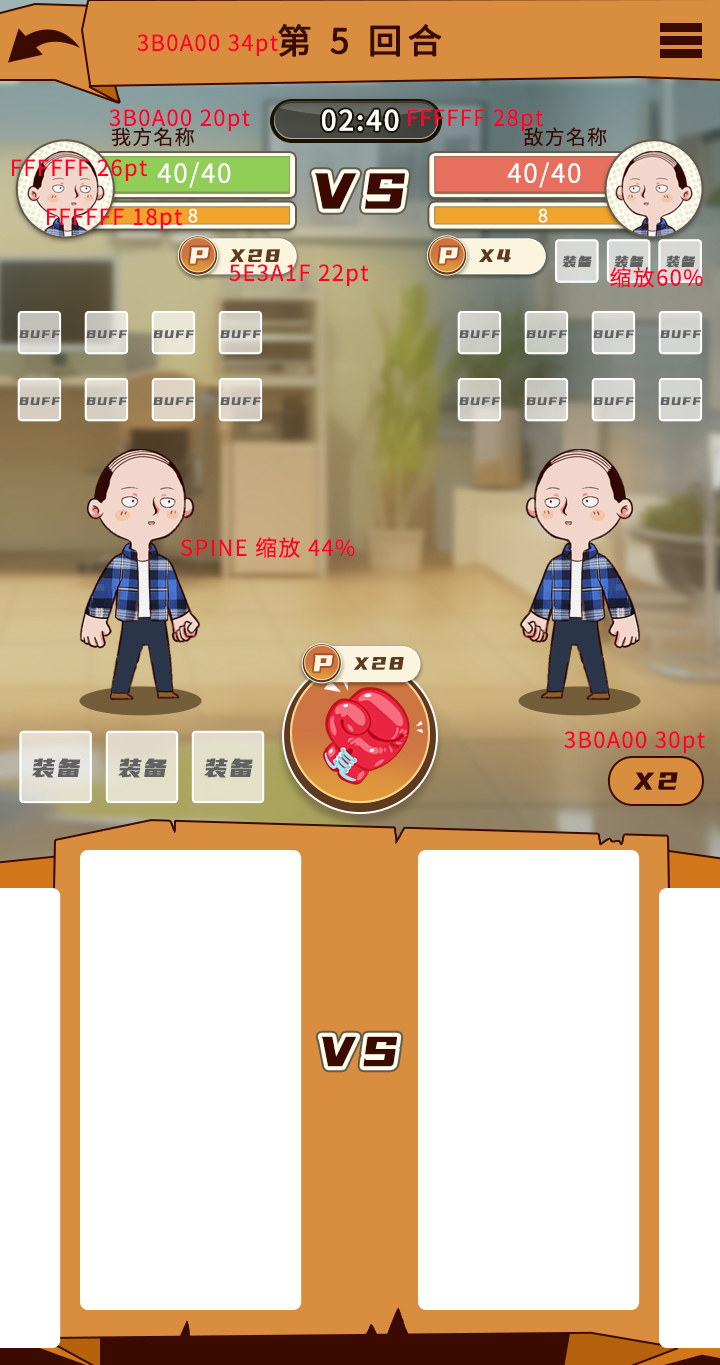 3B0A00 34pt 第 5 回合
3B0A00 20pt
02:40 FFFFFF 28pt
我方名称
敌方名称
FFFFFF 26pt 40/40
VS
40/40
FFFFFF 18pt 8
8
P X28
5E3A1F 22pt
P X4
装备 装备 装备
缩放60%
BUFF BUFF BUFF BUFF BUFF BUFF BUFF BUFF
BUFF BUFF BUFF BUFF BUFF BUFF BUFF BUFF
SPINE 缩放 44%
P X28
装备 装备 装备
3B0A00 30pt
X2
VS